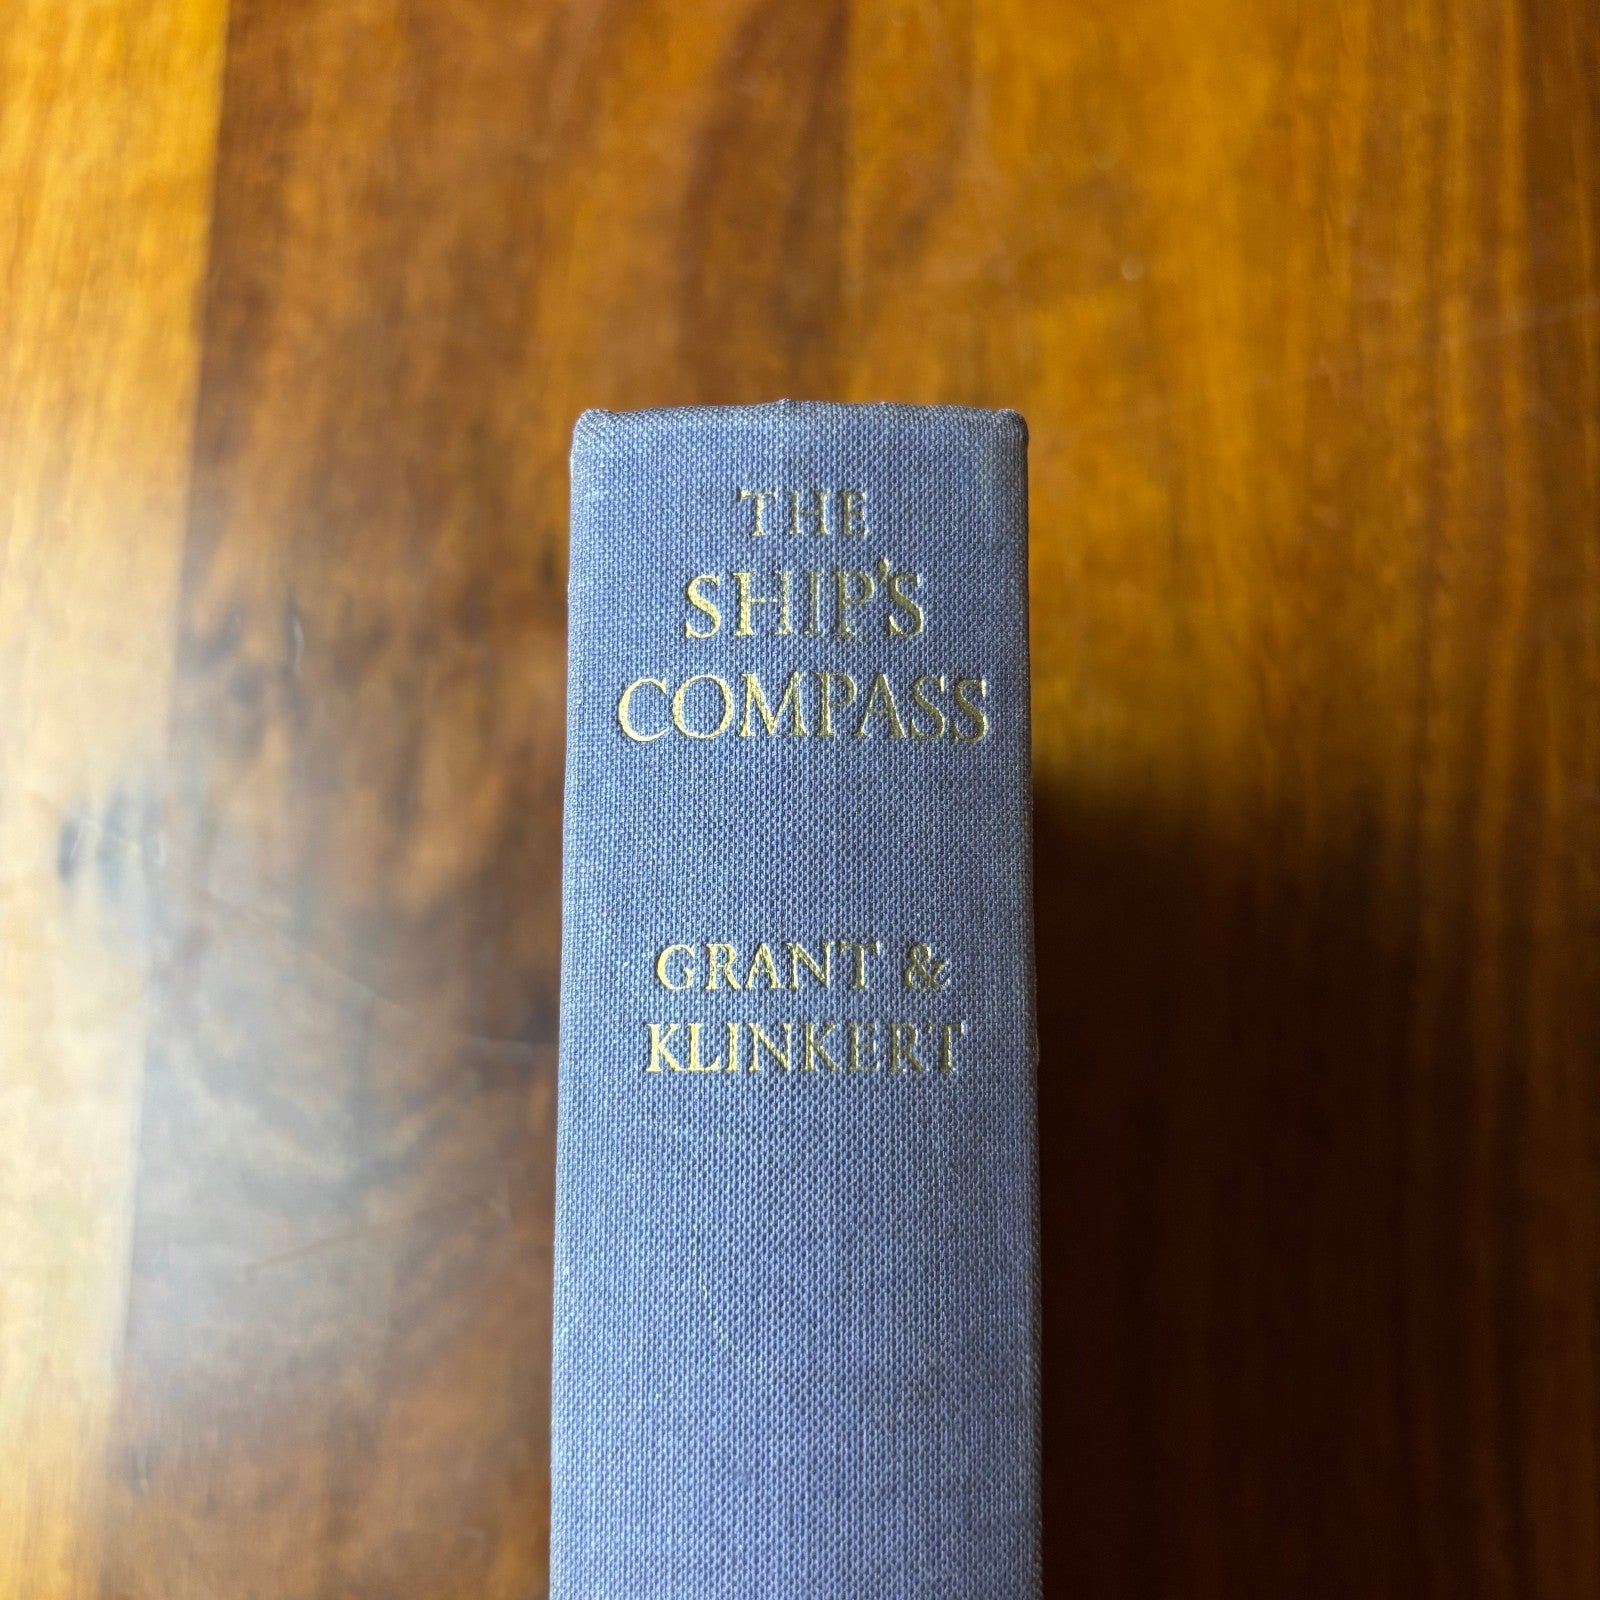 THE
SHIP'S
COMPASS
GRANT &
KLINKERT